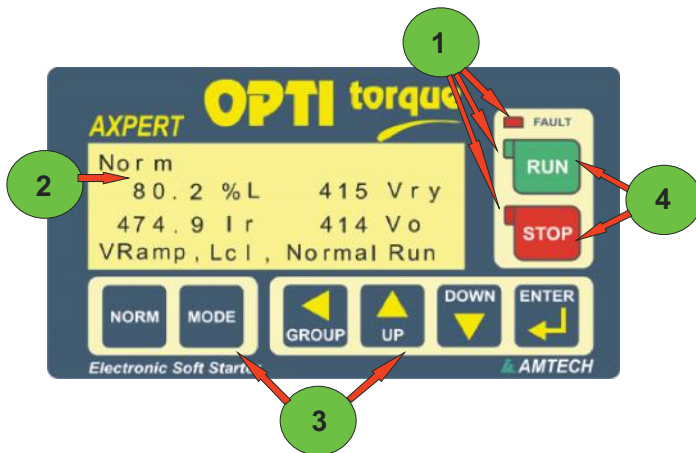 1
OPTI torque
AXPERT
FAULT
Norm
80.2 %L 415 Vry
474.9 Ir 414 Vo
VRamp, Lcl, Normal Run
RUN
STOP
2
4
NORM MODE GROUP UP DOWN ENTER
Electronic Soft Starte
AMTECH
3